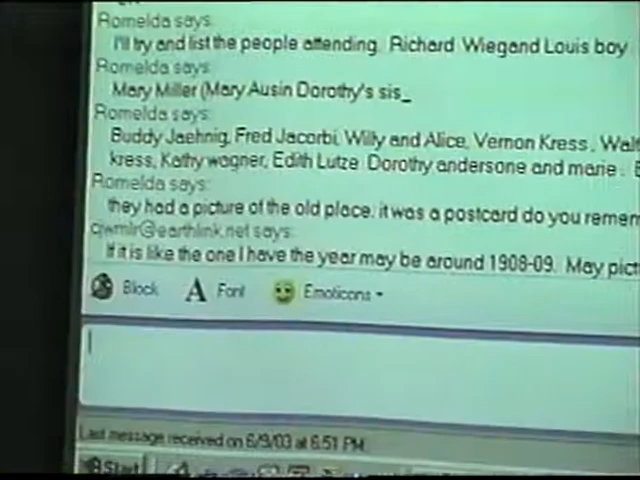 Romelda says:
I'll try and list the people attending. Richard Wiegand Louis boy
Romelda says:
Mary Miller (Mary Ausin Dorothy's sis_
Romelda says:
Buddy Jaehnig, Fred Jacorbi, Willy and Alice, Vernon Kress, Walt
kress, Kathy wagner, Edith Lutze Dorothy andersone and marie.
Romelda says:
they had a picture of the old place, it was a postcard do you remem
cjwmlr@earthlink.net says:
If it is like the one I have the year may be around 1908-09. May pict
Block Font Emoticons
Last message received on 6/9/03 at 6:51 PM.
Start